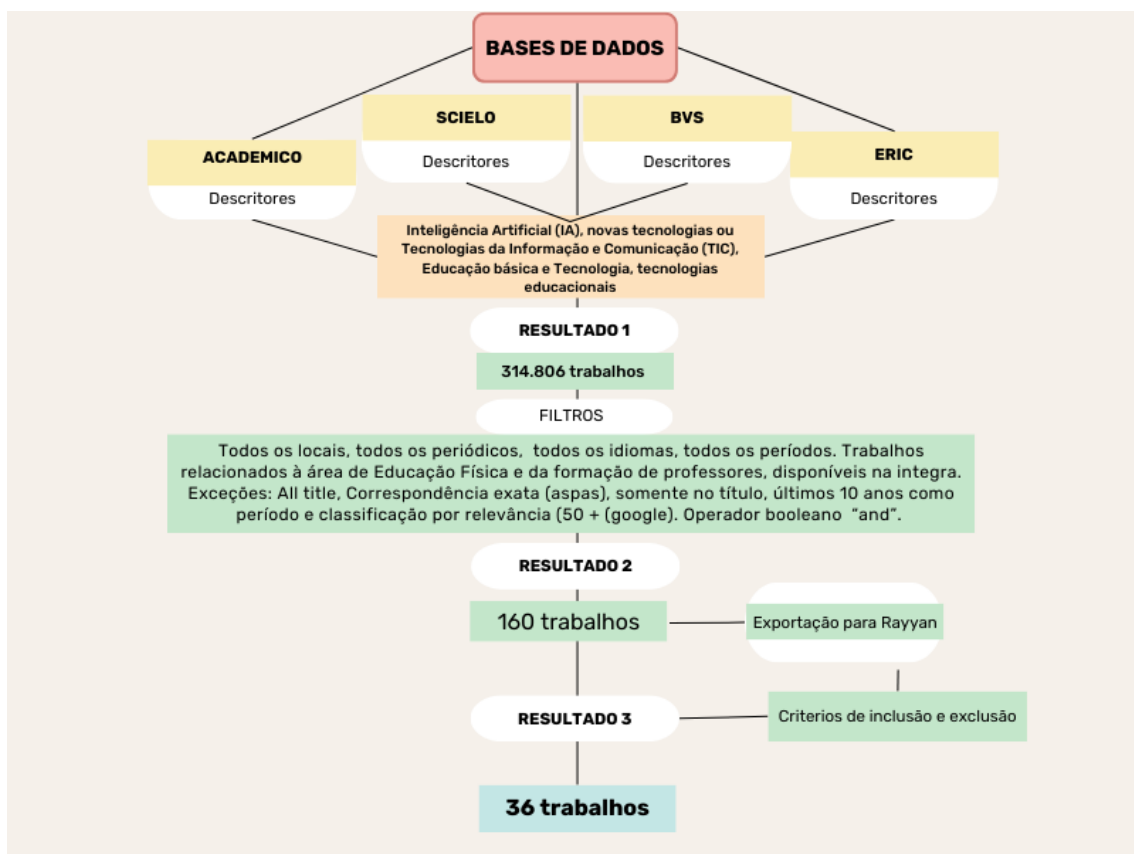 BASES DE DADOS
SCIELO
Descritores
BVS
Descritores
ACADEMICO
Descritores
ERIC
Descritores
Inteligência Artificial (IA), novas tecnologias ou
Tecnologias da Informação e Comunicação (TIC),
Educação básica e Tecnologia, tecnologias
educacionais
RESULTADO 1
314.806 trabalhos
FILTROS
Todos os locais, todos os periódicos, todos os idiomas, todos os períodos. Trabalhos
relacionados à área de Educação Física e da formação de professores, disponíveis na integra.
Exceções: All title, Correspondência exata (aspas), somente no título, últimos 10 anos como
período e classificação por relevância (50 + (google). Operador booleano “and”.
RESULTADO 2
160 trabalhos
Exportação para Rayyan
Criterios de inclusão e exclusão
RESULTADO 3
36 trabalhos